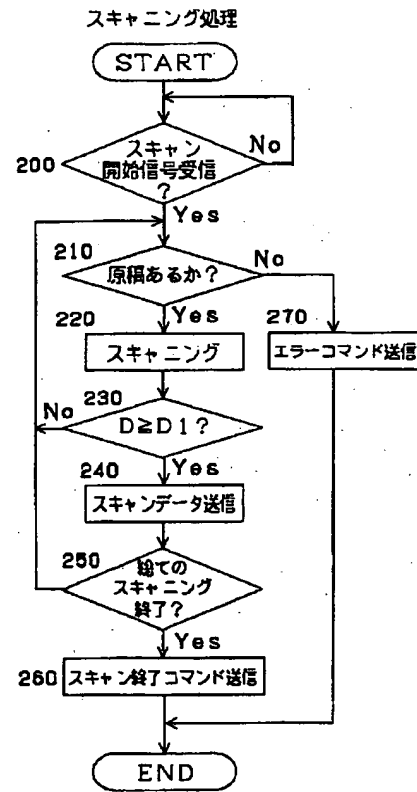 スキャニング処理
START
No
200
スキャン
開始信号受信
?
Yes
210
原稿あるか?
No
Yes
220
270
スキャニング
エラーコマンド送信
230
No
D≧D1?
Yes
240
スキャンデータ送信
250
総ての
スキャニング
終了?
Yes
260
スキャン終了コマンド送信
END